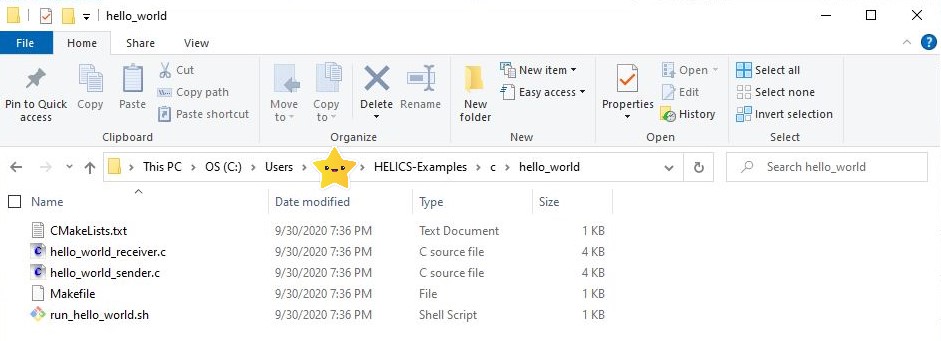 hello_world
File Home Share View
Pin to Quick access
Copy
Paste
Cut
Copy path
Paste shortcut
Clipboard
Move to
Copy to
Delete
Rename
Organize
New folder
New item
Easy access
New
Properties
Open
Edit
History
Open
Select all
Select none
Invert selection
Select
This PC OS (C:) Users HELICS-Examples c hello_world
Search hello_world
Name Date modified Type Size
CMakeLists.txt 9/30/2020 7:36 PM Text Document 1 KB
hello_world_receiver.c 9/30/2020 7:36 PM C source file 4 KB
hello_world_sender.c 9/30/2020 7:36 PM C source file 4 KB
Makefile 9/30/2020 7:36 PM File 1 KB
run_hello_world.sh 9/30/2020 7:36 PM Shell Script 1 KB